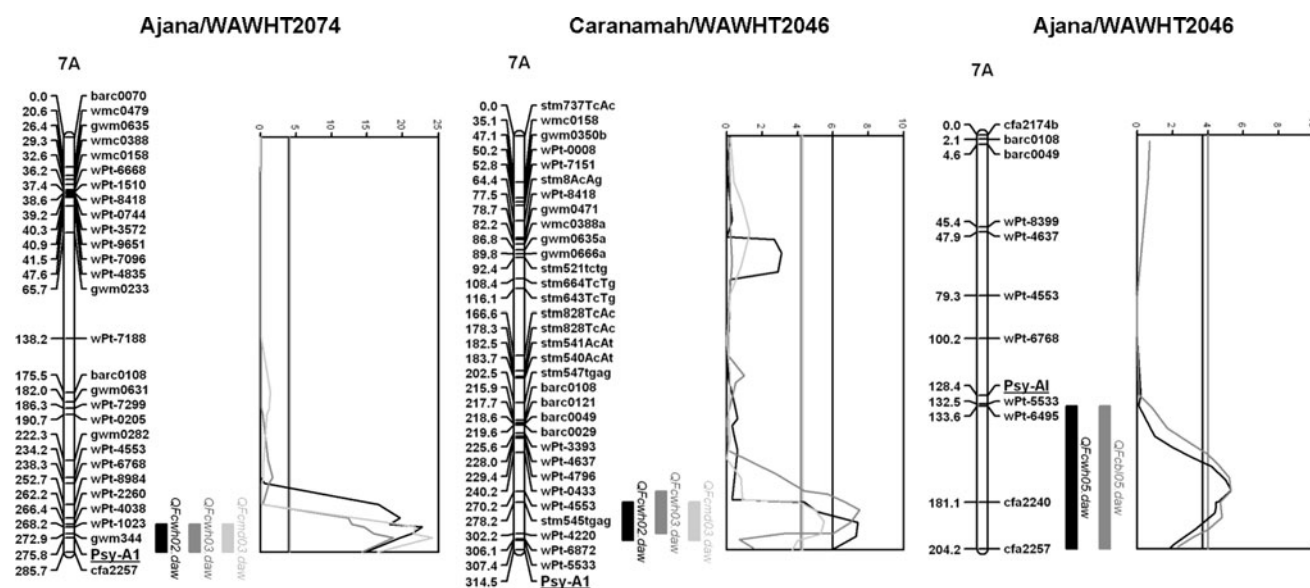 Ajana/WAWHT2074
7A
0.0 barc0070
20.6 wmc0479
26.4 gwm0635
29.3 wmc0388
32.6 wmc0158
36.2 wPt-6668
37.4 wPt-1510
38.6 wPt-8418
39.2 wPt-0744
40.3 wPt-3572
40.9 wPt-9651
41.5 wPt-7096
47.6 wPt-4835
65.7 gwm0233
138.2 wPt-7188
175.5 barc0108
182.0 gwm0631
186.3 wPt-7299
190.7 wPt-0205
222.3 gwm0282
234.2 wPt-4553
238.3 wPt-6768
252.7 wPt-8984
262.2 wPt-2260
266.4 wPt-4038
268.2 wPt-1023
272.9 gwm344
275.8 Psy-A1
285.7 cfa2257
QFcwh02 daw
QFcwh03 daw
QFcmd03 daw
0 5 10 15 20 25
Caranamah/WAWHT2046
7A
0.0 stm737TcAc
35.1 wmc0158
47.1 gwm0350b
50.2 wPt-0008
52.8 wPt-7151
64.4 stm8AcAg
77.5 wPt-8418
78.7 gwm0471
82.2 wmc0388a
86.8 gwm0635a
89.8 gwm0666a
92.4 stm521tctg
108.4 stm664TcTg
116.1 stm643TcTg
166.6 stm828TcAc
178.3 stm828TcAc
182.5 stm541AcAt
183.7 stm540AcAt
202.5 stm547tgag
215.9 barc0108
217.7 barc0121
218.6 barc0049
219.6 barc0029
225.6 wPt-3393
228.0 wPt-4637
229.4 wPt-4796
240.2 wPt-0433
270.2 wPt-4553
278.2 stm545tgag
302.2 wPt-4220
306.1 wPt-6872
307.4 wPt-5533
314.5 Psy-A1
QFcwh02 daw
QFcwh03 daw
QFcmd03 daw
0 2 4 6 8 10
Ajana/WAWHT2046
7A
0.0 cfa2174b
2.1 barc0108
4.6 barc0049
45.4 wPt-8399
47.9 wPt-4637
79.3 wPt-4553
100.2 wPt-6768
128.4 Psy-AI
132.5 wPt-5533
133.6 wPt-6495
181.1 cfa2240
204.2 cfa2257
QFcwh05 daw
QFcbl05 daw
0 2 4 6 8 10